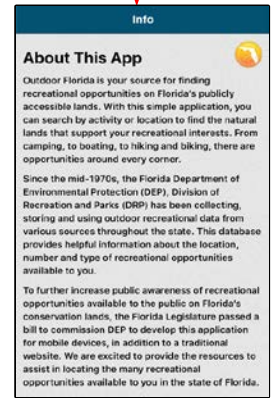 Info
About This App
Outdoor Florida is your source for finding
recreational opportunities on Florida's publicly
accessible lands. With this simple application, you
can search by activity or location to find the natural
lands that support your recreational interests. From
camping, to boating, to hiking and biking, there are
opportunities around every corner.
Since the mid-1970s, the Florida Department of
Environmental Protection (DEP), Division of
Recreation and Parks (DRP) has been collecting,
storing and using outdoor recreational data from
various sources throughout the state. This database
provides helpful information about the location,
number and type of recreational opportunities
available to you.
To further increase public awareness of recreational
opportunities available to the public on Florida's
conservation lands, the Florida Legislature passed a
bill to commission DEP to develop this application
for mobile devices, in addition to a traditional
website. We are excited to provide the resources to
assist in locating the many recreational
opportunities available to you in the state of Florida.